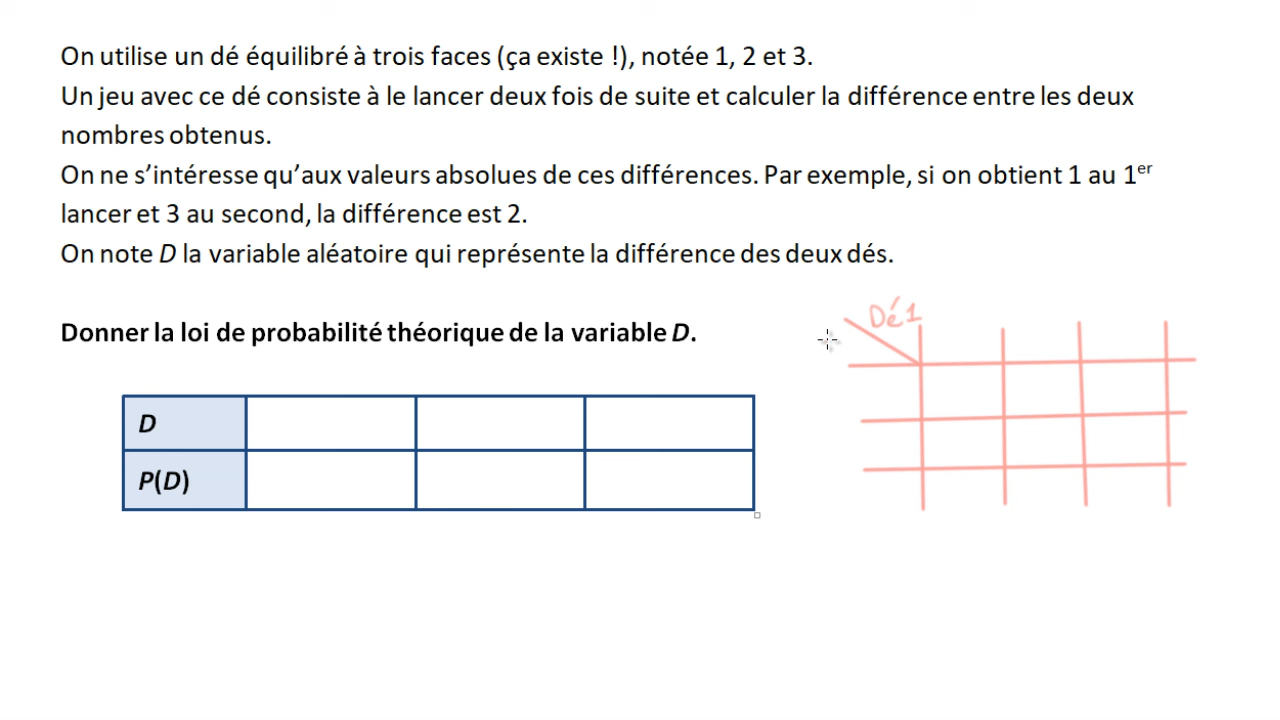 On utilise un dé équilibré à trois faces (ça existe !), notée 1, 2 et 3.
Un jeu avec ce dé consiste à le lancer deux fois de suite et calculer la différence entre les deux
nombres obtenus.
On ne s’intéresse qu’aux valeurs absolues de ces différences. Par exemple, si on obtient 1 au 1er
lancer et 3 au second, la différence est 2.
On note D la variable aléatoire qui représente la différence des deux dés.
Dé 1
Donner la loi de probabilité théorique de la variable D.
D
P(D)